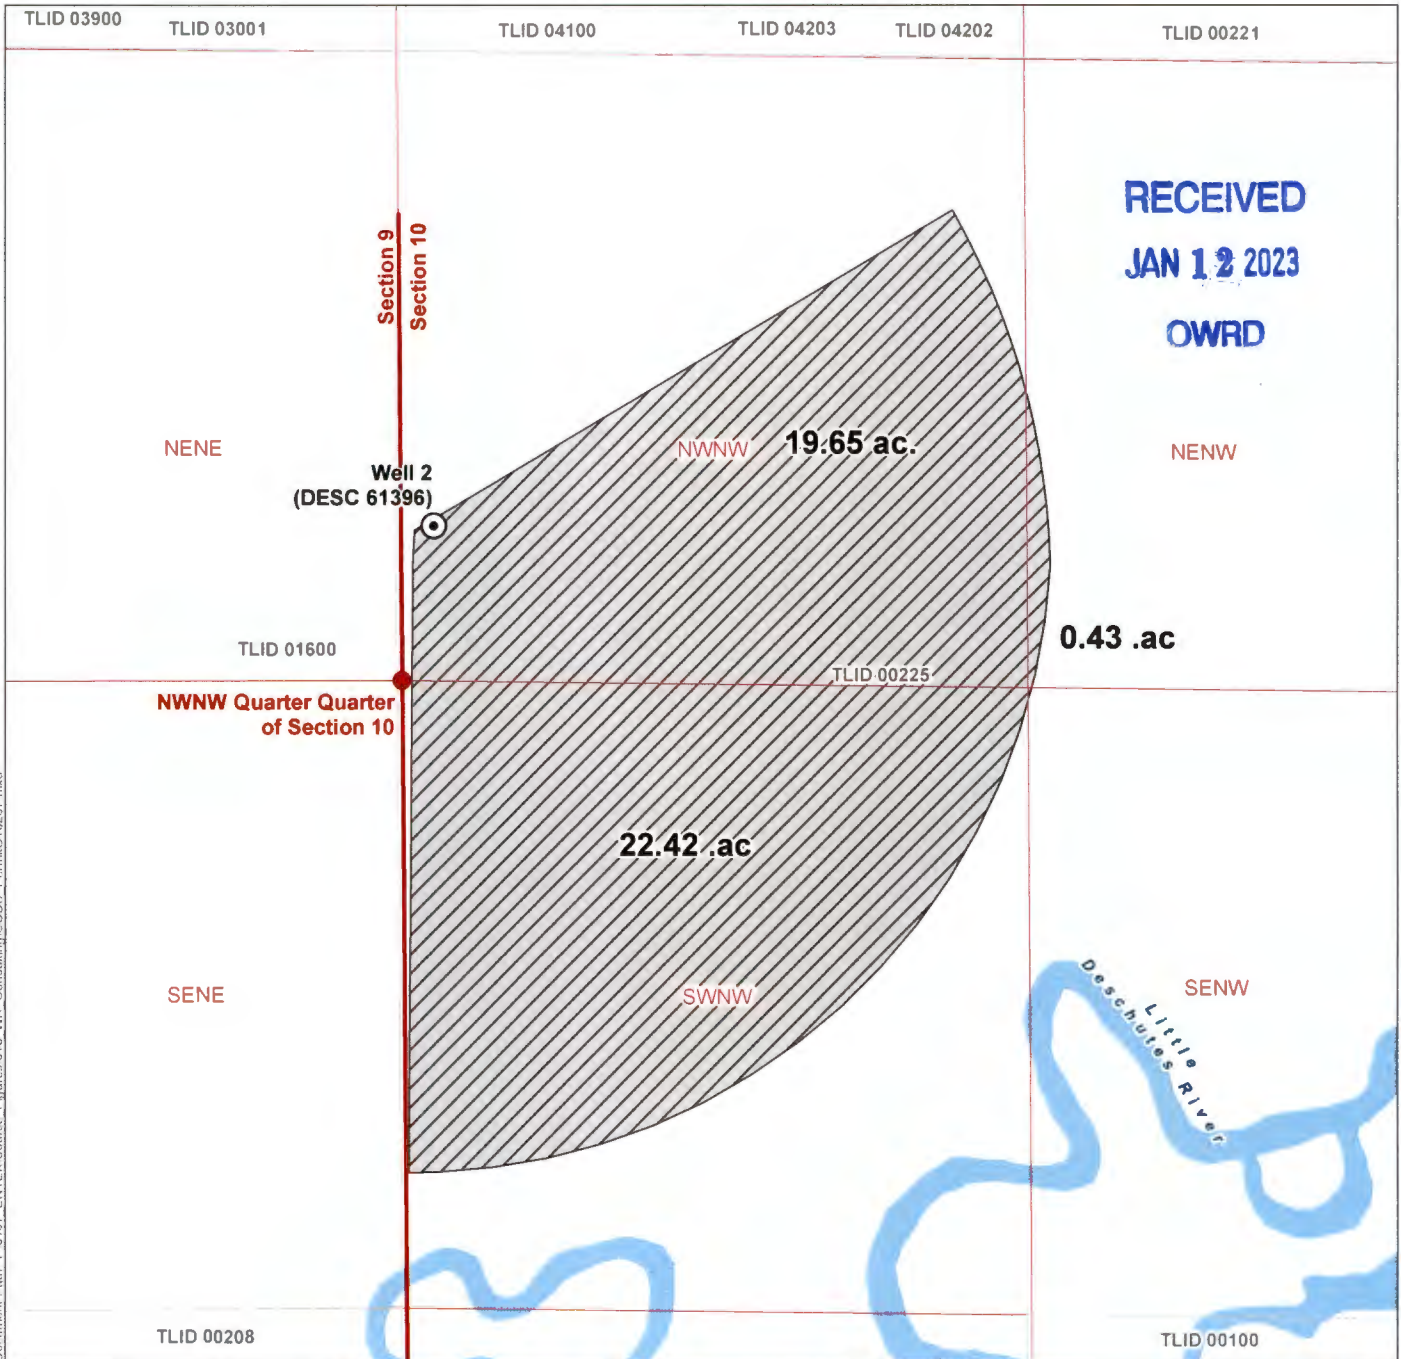 TLID 03900
TLID 03001
TLID 04100
TLID 04203
TLID 04202
TLID 00221
RECEIVED
JAN 12 2023
OWRD
Section 9
Section 10
NENE
NWNW
19.65 ac.
NENW
Well 2
(DESC 61396)
TLID 01600
0.43 .ac
TLID 00225
NWNW Quarter Quarter
of Section 10
22.42 .ac
SENE
SWNW
SENW
Little
Deschutes River
TLID 00208
TLID 00100